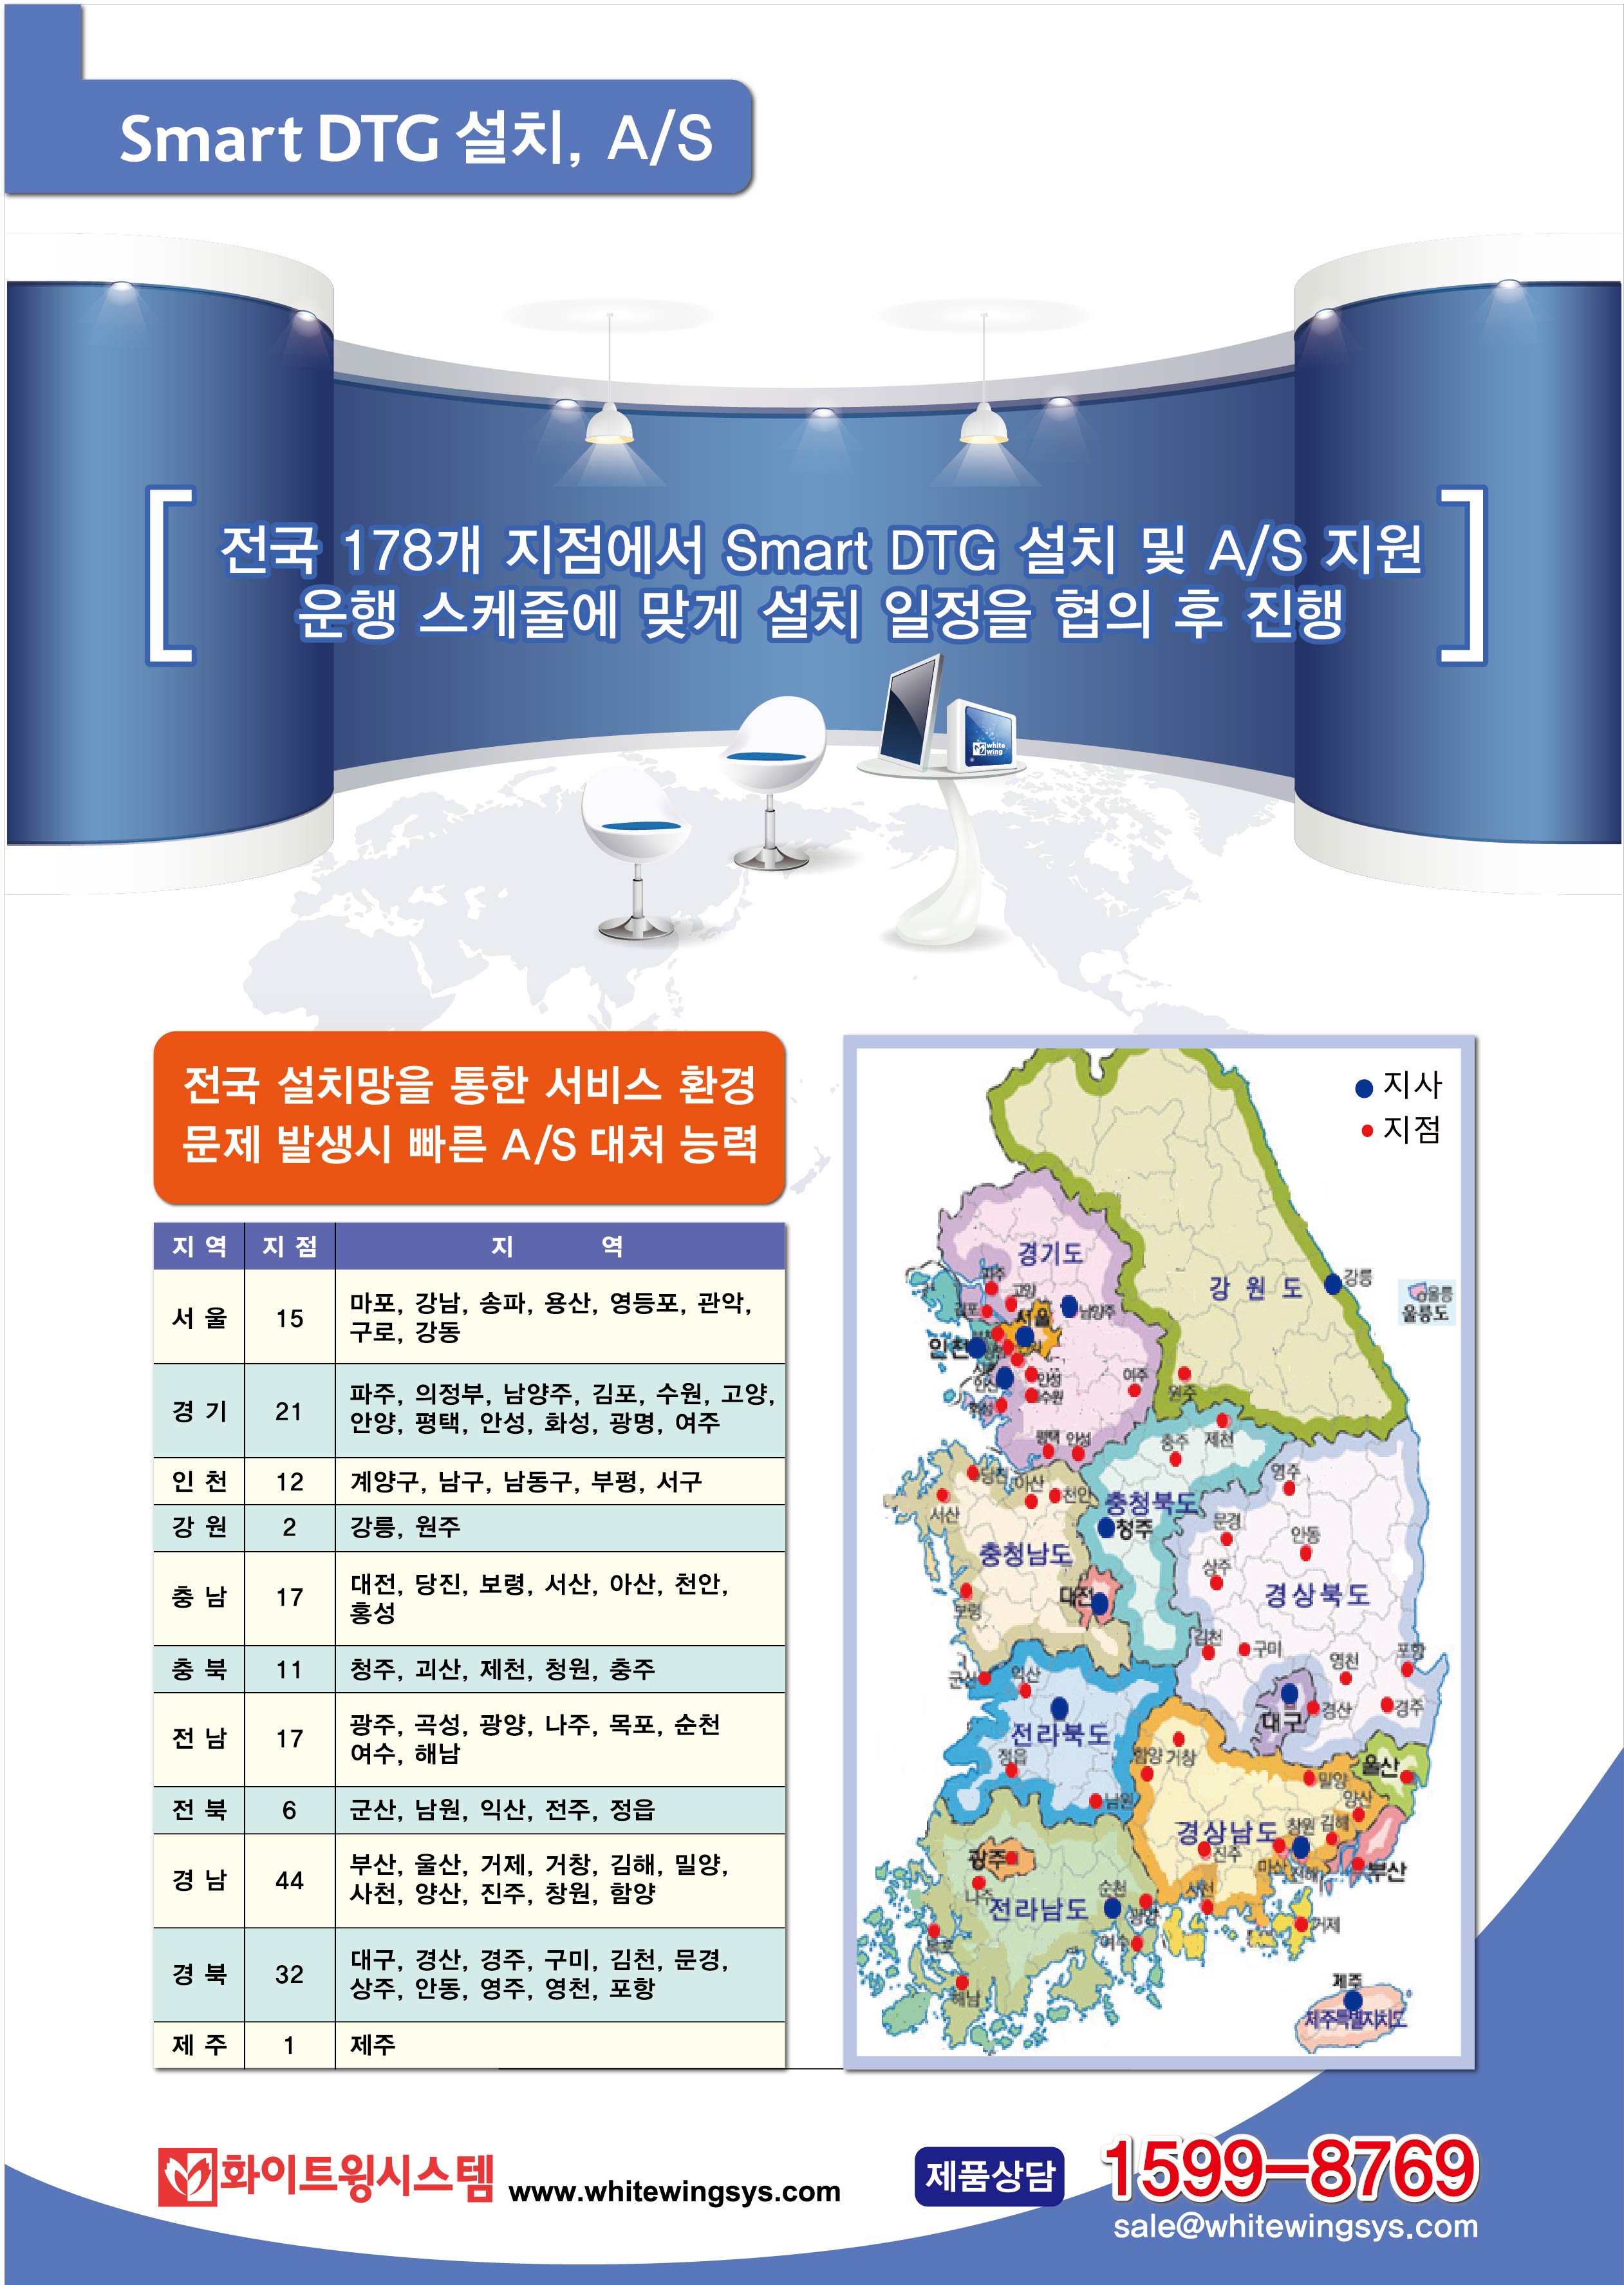 Smart DTG 설치, A/S
전국 178개 지점에서 Smart DTG 설치 및 A/S 지원
운행 스케줄에 맞게 설치 일정을 협의 후 진행
white
wing
전국 설치망을 통한 서비스 환경
문제 발생시 빠른 A/S 대처 능력
지 역 지 점 지 역
서 울 15 마포, 강남, 송파, 용산, 영등포, 관악,
구로, 강동
경 기 21 파주, 의정부, 남양주, 김포, 수원, 고양,
안양, 평택, 안성, 화성, 광명, 여주
인 천 12 계양구, 남구, 남동구, 부평, 서구
강 원 2 강릉, 원주
충 남 17 대전, 당진, 보령, 서산, 아산, 천안,
홍성
충 북 11 청주, 괴산, 제천, 청원, 충주
전 남 17 광주, 곡성, 광양, 나주, 목포, 순천
여수, 해남
전 북 6 군산, 남원, 익산, 전주, 정읍
경 남 44 부산, 울산, 거제, 거창, 김해, 밀양,
사천, 양산, 진주, 창원, 함양
경 북 32 대구, 경산, 경주, 구미, 김천, 문경,
상주, 안동, 영주, 영천, 포항
제 주 1 제주
지사
지점
경기도
강 원 도
강릉
울릉
울릉도
파주
고양
김포
서울
남양주
인천
안성
수원
여주
원주
화성
평택 안성
충주 제천
당진
아산
천안
서산
충청북도
청주
영주
문경
안동
충청남도
상주
경상북도
대전
보령
김천
구미
영천
포항
군산
익산
대구
경산
경주
전라북도
정읍
함양 거창
울산
밀양
남원
양산
경상남도
창원 김해
진주
마산
진해
부산
광주
나주
전라남도
순천
광양
사천
거제
목포
여수
해남
제주
제주특별자치도
화이트윙시스템 www.whitewingsys.com
제품상담 1599-8769
sale@whitewingsys.com